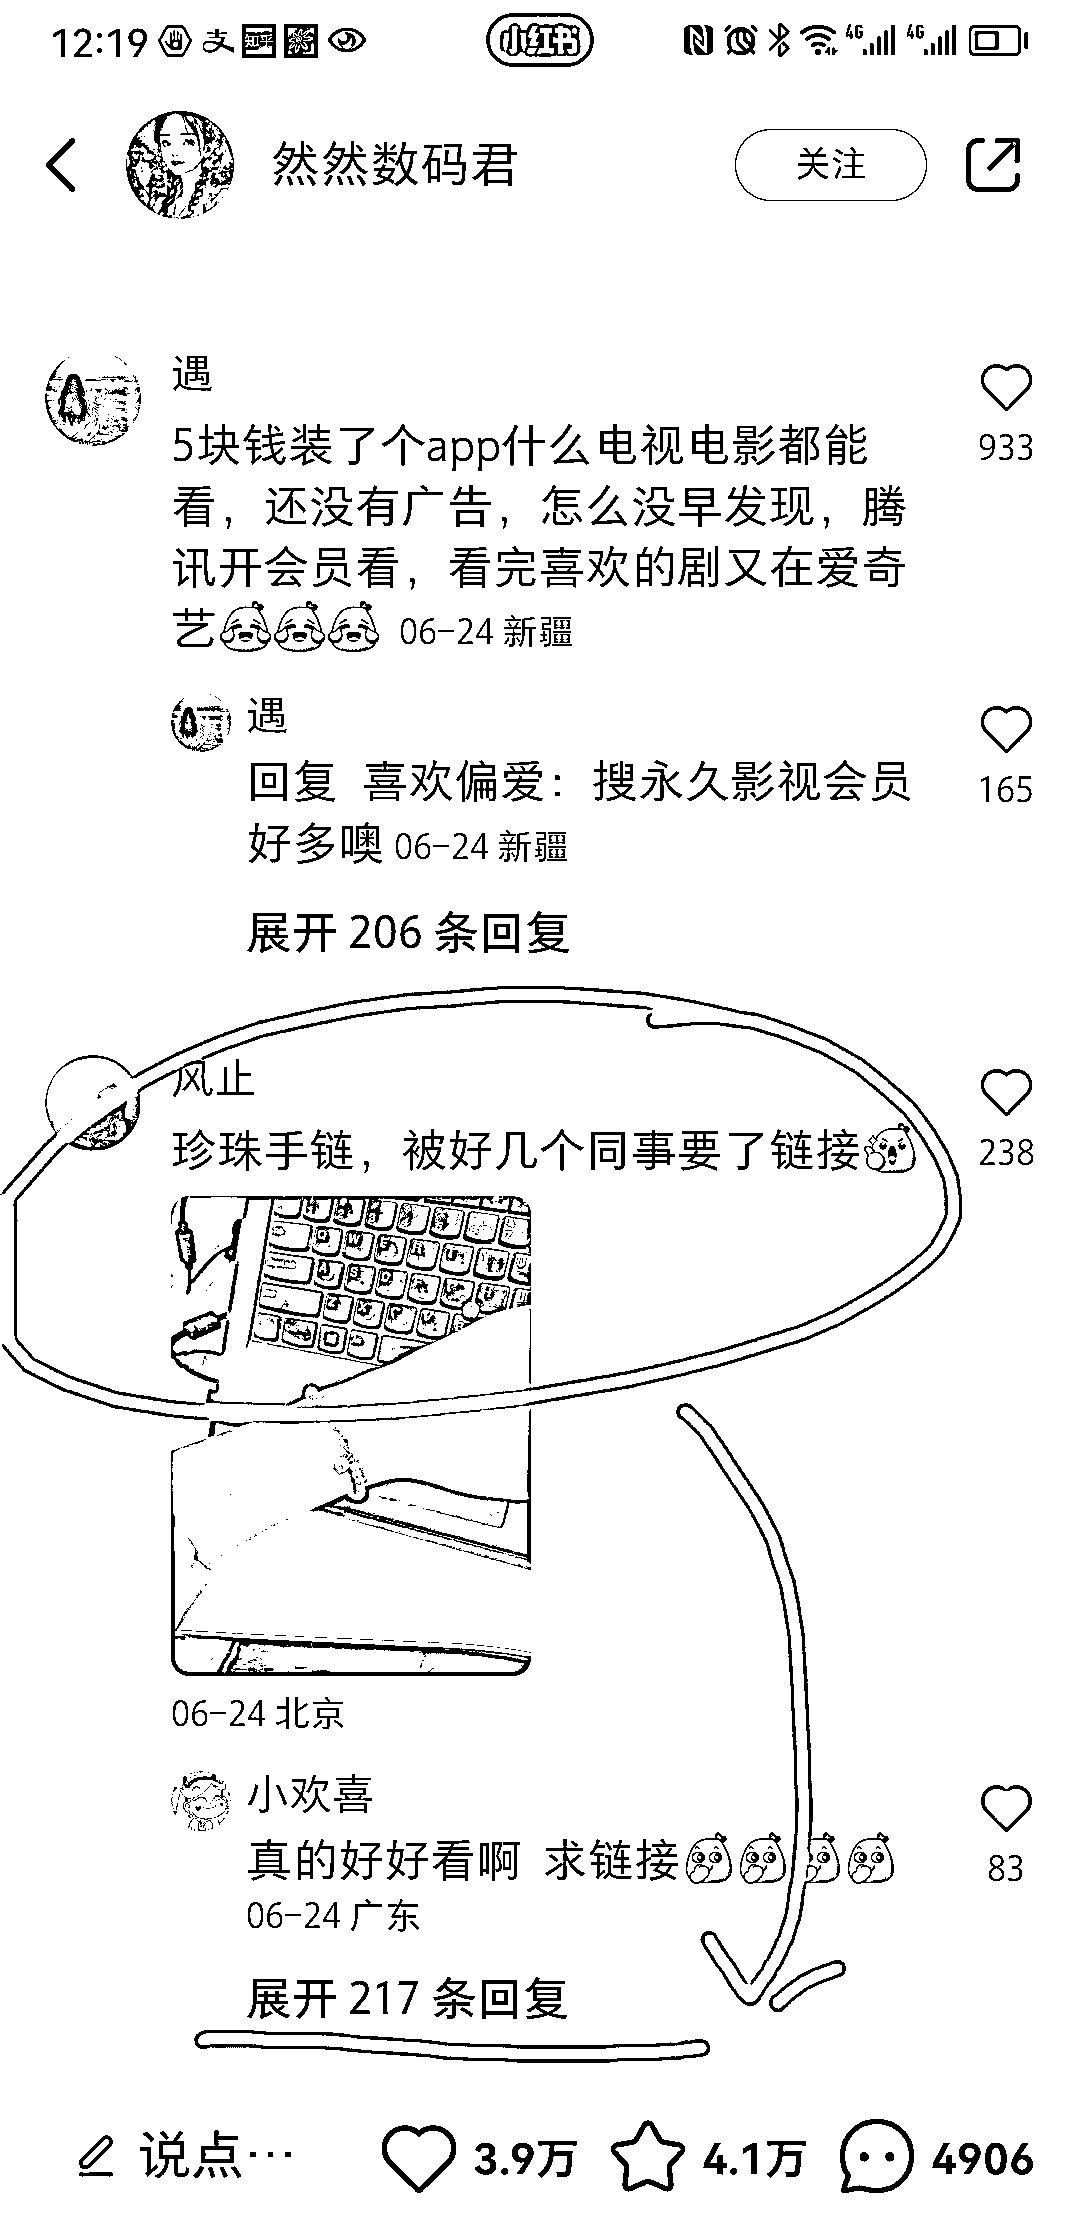 12:19 支 知乎 小红书 4G 4G
然然数码君 关注
遇
5块钱装了个app什么电视电影都能
看，还没有广告，怎么没早发现，腾
讯开会员看，看完喜欢的剧又在爱奇
艺 06-24 新疆
933
遇
回复 喜欢偏爱：搜永久影视会员
好多噢 06-24 新疆
165
展开 206 条回复
风止
珍珠手链，被好几个同事要了链接
238
06-24 北京
小欢喜
真的好好看啊 求链接
06-24 广东
83
展开 217 条回复
说点… 3.9万 4.1万 4906